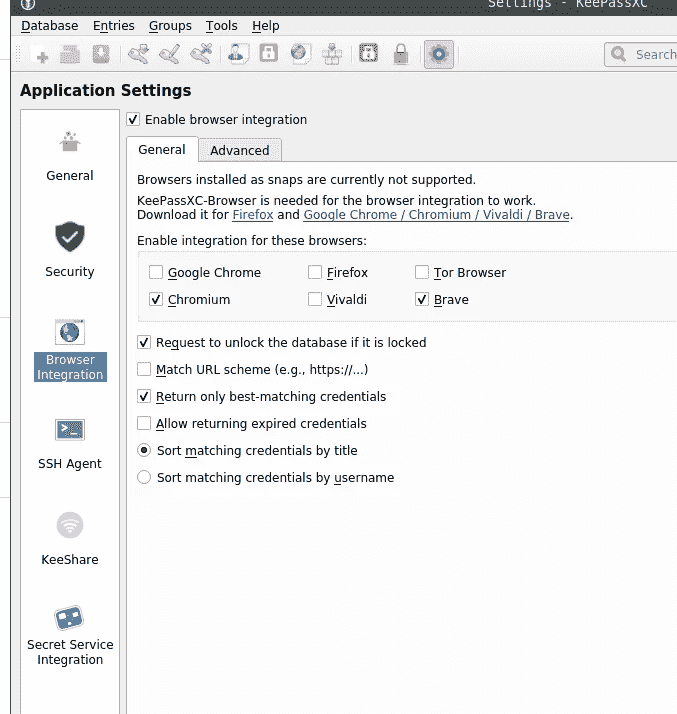 Settings - KeePassXC
Database Entries Groups Tools Help
Search
Application Settings
General
Security
Browser
Integration
SSH Agent
KeeShare
Secret Service
Integration
Enable browser integration
General Advanced
Browsers installed as snaps are currently not supported.
KeePassXC-Browser is needed for the browser integration to work.
Download it for Firefox and Google Chrome / Chromium / Vivaldi / Brave.
Enable integration for these browsers:
Google Chrome Firefox Tor Browser
Chromium Vivaldi Brave
Request to unlock the database if it is locked
Match URL scheme (e.g., https://...)
Return only best-matching credentials
Allow returning expired credentials
Sort matching credentials by title
Sort matching credentials by username